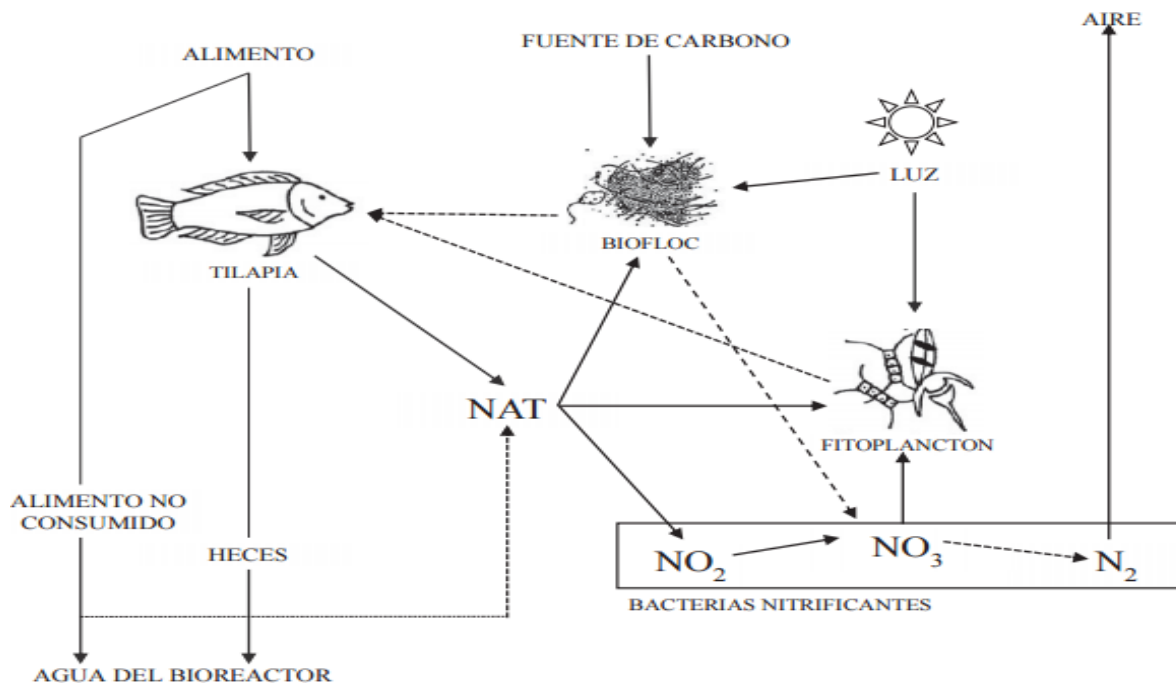 AIRE
FUENTE DE CARBONO
ALIMENTO
LUZ
BIOFLOC
TILAPIA
NAT
FITOPLANCTON
ALIMENTO NO
CONSUMIDO
HECES
NO₂
NO₃
N₂
BACTERIAS NITRIFICANTES
AGUA DEL BIOREACTOR